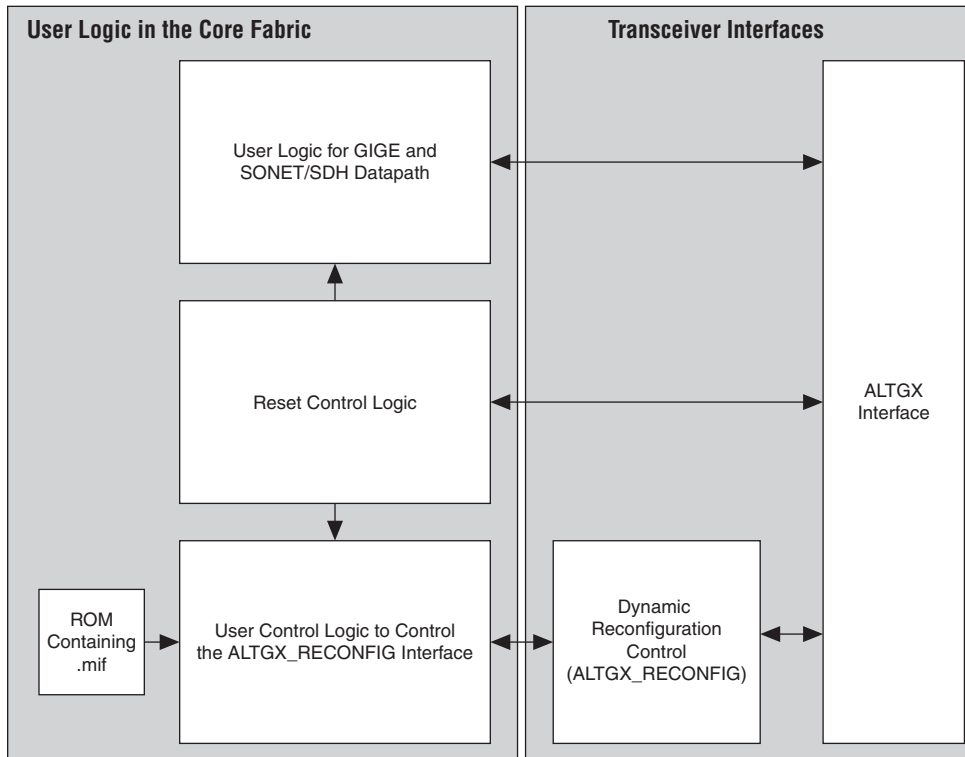 User Logic in the Core Fabric
Transceiver Interfaces
User Logic for GIGE and
SONET/SDH Datapath
Reset Control Logic
ALTGX
Interface
ROM
Containing
.mif
User Control Logic to Control
the ALTGX_RECONFIG Interface
Dynamic
Reconfiguration
Control
(ALTGX_RECONFIG)